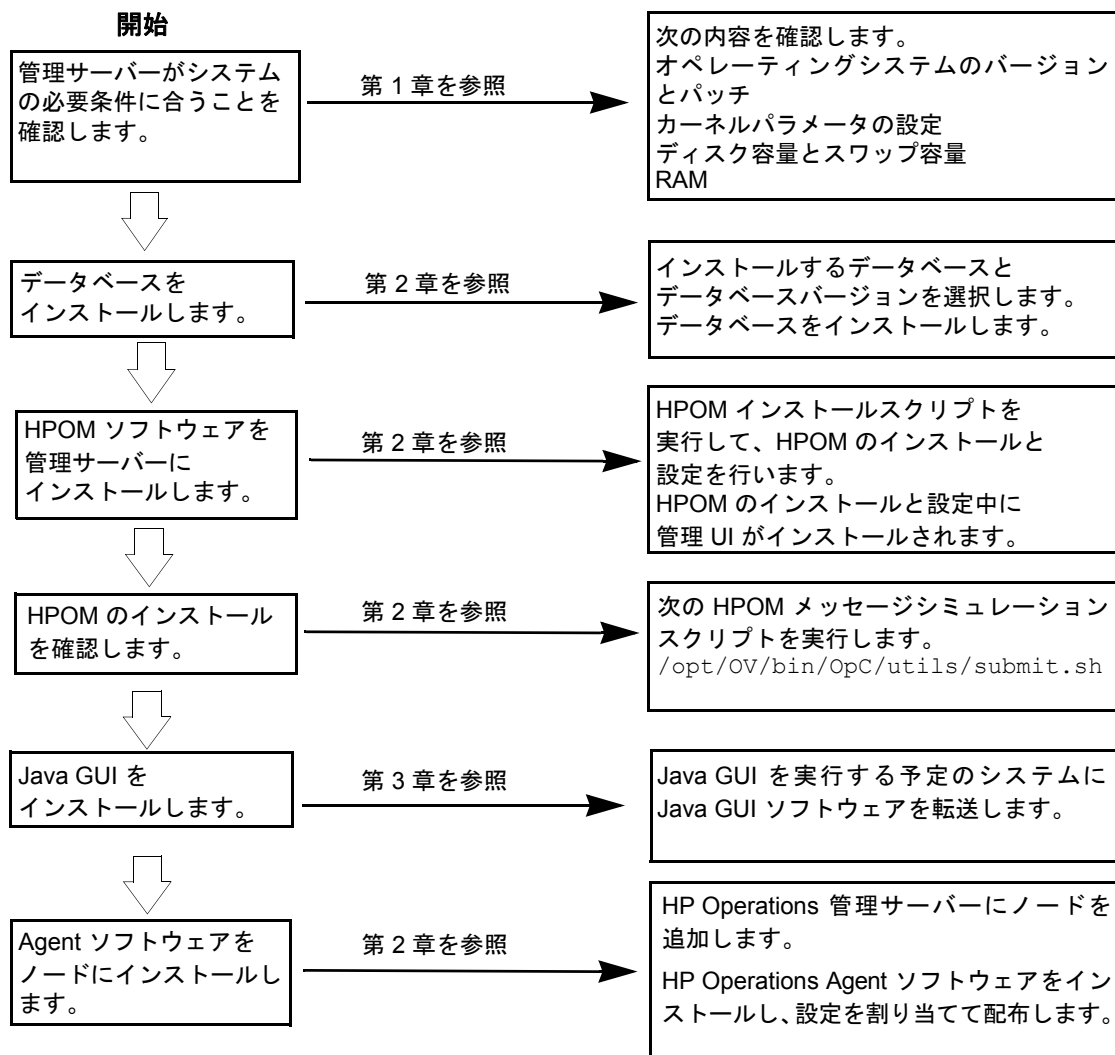 開始
管理サーバーがシステム
の必要条件に合うことを
確認します。
第 1 章を参照
次の内容を確認します。
オペレーティングシステムのバージョン
とパッチ
カーネルパラメータの設定
ディスク容量とスワップ容量
RAM
データベースを
インストールします。
第 2 章を参照
インストールするデータベースと
データベースバージョンを選択します。
データベースをインストールします。
HPOM ソフトウェアを
管理サーバーに
インストールします。
第 2 章を参照
HPOM インストールスクリプトを
実行して、HPOM のインストールと
設定を行います。
HPOM のインストールと設定中に
管理 UI がインストールされます。
HPOM のインストール
を確認します。
第 2 章を参照
次の HPOM メッセージシミュレーション
スクリプトを実行します。
/opt/OV/bin/OpC/utils/submit.sh
Java GUI を
インストールします。
第 3 章を参照
Java GUI を実行する予定のシステムに
Java GUI ソフトウェアを転送します。
Agent ソフトウェアを
ノードにインストールし
ます。
第 2 章を参照
HP Operations 管理サーバーにノードを
追加します。
HP Operations Agent ソフトウェアをイン
ストールし、設定を割り当てて配布します。